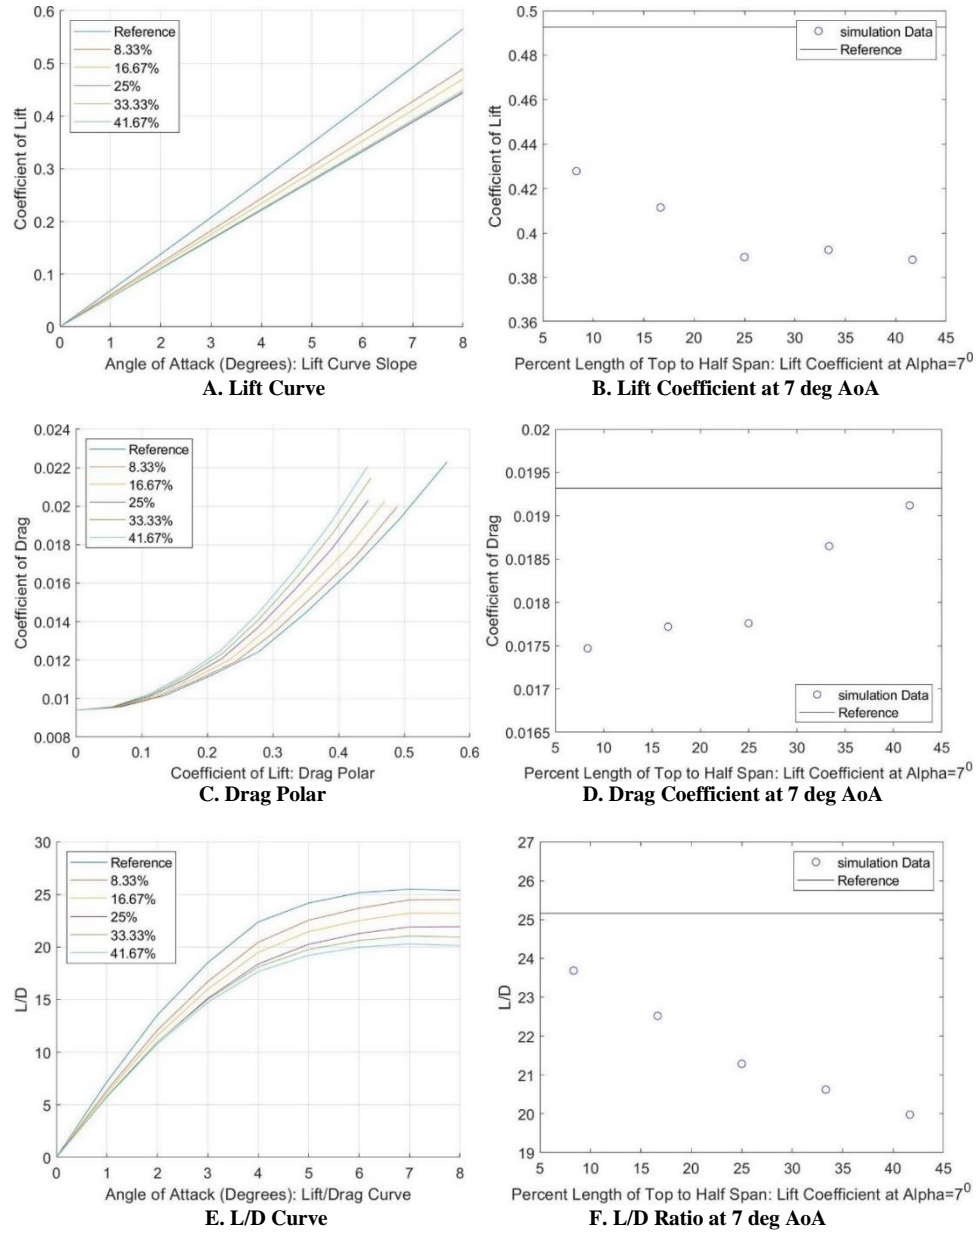 0.6
0.5
0.4
0.3
0.2
0.1
0
Coefficient of Lift
Reference
8.33%
16.67%
25%
33.33%
41.67%
0 1 2 3 4 5 6 7 8
Angle of Attack (Degrees): Lift Curve Slope
A. Lift Curve
0.5
0.48
0.46
0.44
0.42
0.4
0.38
0.36
Coefficient of Lift
simulation Data
Reference
5 10 15 20 25 30 35 40 45
Percent Length of Top to Half Span: Lift Coefficient at Alpha=7⁰
B. Lift Coefficient at 7 deg AoA
0.024
0.022
0.02
0.018
0.016
0.014
0.012
0.01
0.008
Coefficient of Drag
Reference
8.33%
16.67%
25%
33.33%
41.67%
0 0.1 0.2 0.3 0.4 0.5 0.6
Coefficient of Lift: Drag Polar
C. Drag Polar
0.02
0.0195
0.019
0.0185
0.018
0.0175
0.017
0.0165
Coefficient of Drag
simulation Data
Reference
5 10 15 20 25 30 35 40 45
Percent Length of Top to Half Span: Lift Coefficient at Alpha=7⁰
D. Drag Coefficient at 7 deg AoA
30
25
20
15
10
5
0
L/D
Reference
8.33%
16.67%
25%
33.33%
41.67%
0 1 2 3 4 5 6 7 8
Angle of Attack (Degrees): Lift/Drag Curve
E. L/D Curve
27
26
25
24
23
22
21
20
19
L/D
simulation Data
Reference
5 10 15 20 25 30 35 40 45
Percent Length of Top to Half Span: Lift Coefficient at Alpha=7⁰
F. L/D Ratio at 7 deg AoA